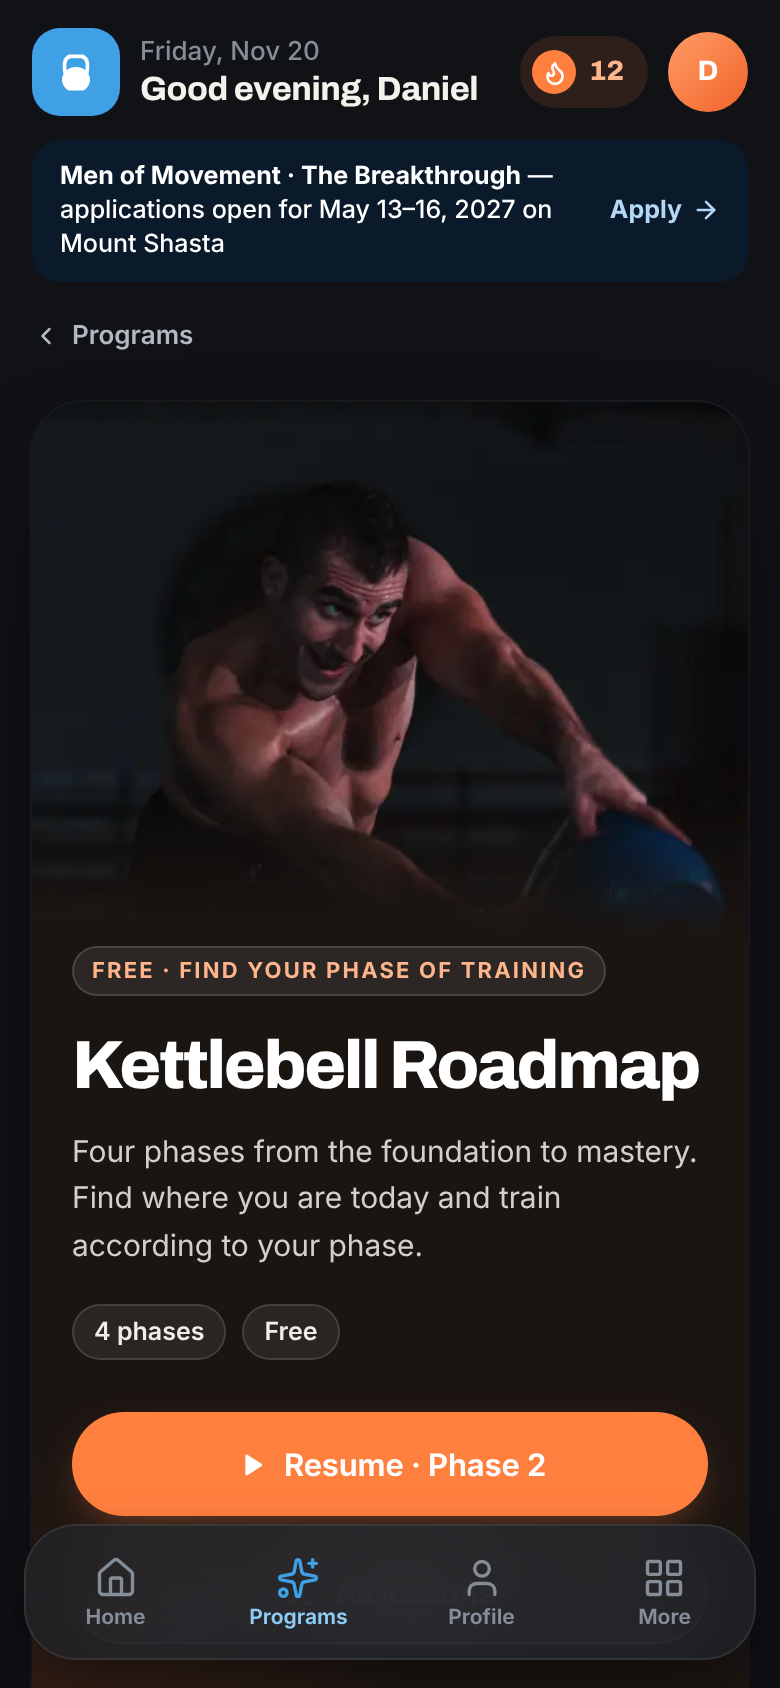 Friday, Nov 20
Good evening, Daniel
12
D
Men of Movement · The Breakthrough —
applications open for May 13–16, 2027 on
Mount Shasta
Apply →
Programs
FREE · FIND YOUR PHASE OF TRAINING
Kettlebell Roadmap
Four phases from the foundation to mastery.
Find where you are today and train
according to your phase.
4 phases
Free
Resume · Phase 2
All lessons
Home
Programs
Profile
More